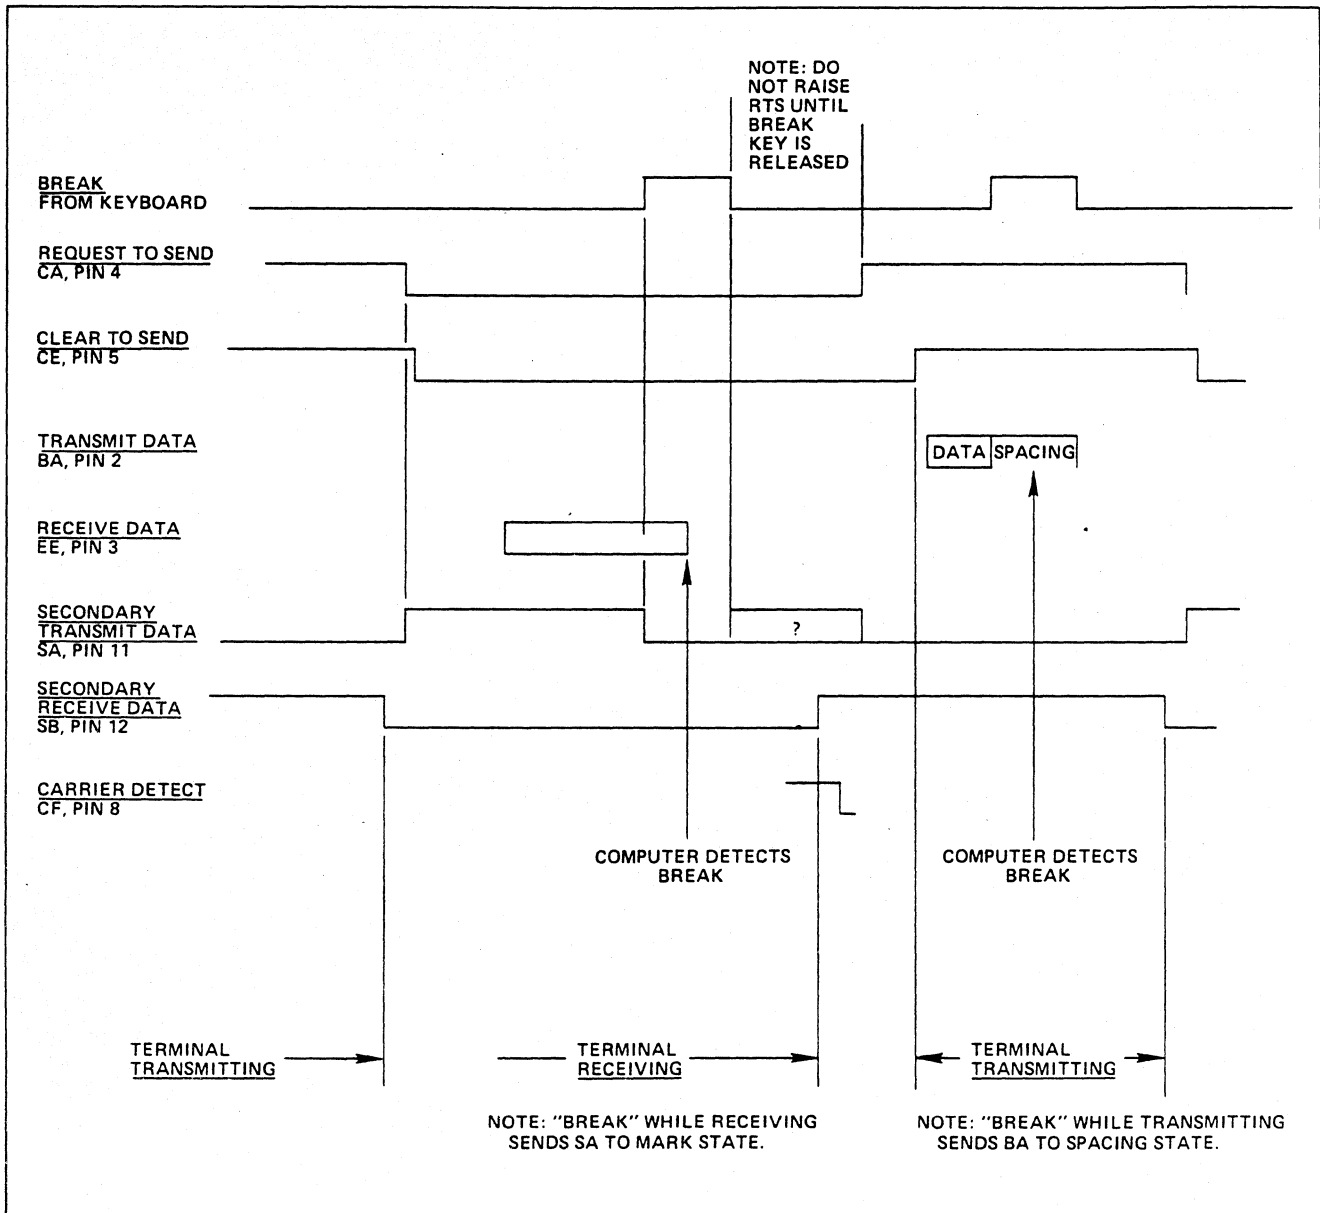 NOTE: DO
NOT RAISE
RTS UNTIL
BREAK
KEY IS
RELEASED
BREAK
FROM KEYBOARD
REQUEST TO SEND
CA, PIN 4
CLEAR TO SEND
CE, PIN 5
TRANSMIT DATA
BA, PIN 2
DATA SPACING
RECEIVE DATA
EE, PIN 3
SECONDARY
TRANSMIT DATA
SA, PIN 11
?
SECONDARY
RECEIVE DATA
SB, PIN 12
CARRIER DETECT
CF, PIN 8
COMPUTER DETECTS
BREAK
COMPUTER DETECTS
BREAK
TERMINAL
TRANSMITTING
TERMINAL
RECEIVING
TERMINAL
TRANSMITTING
NOTE: "BREAK" WHILE RECEIVING
SENDS SA TO MARK STATE.
NOTE: "BREAK" WHILE TRANSMITTING
SENDS BA TO SPACING STATE.